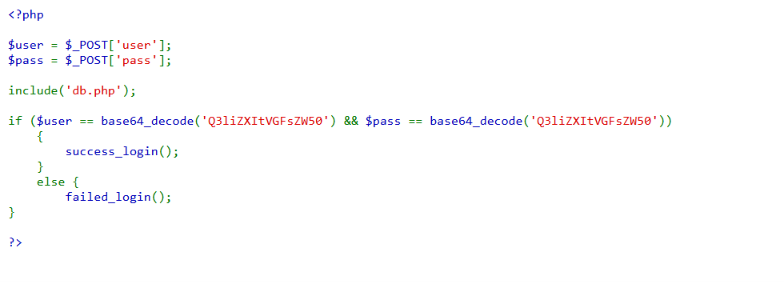 <?php
$user = $_POST['user'];
$pass = $_POST['pass'];
include('db.php');
if ($user == base64_decode('Q3liZXItVGFsZW50') && $pass == base64_decode('Q3liZXItVGFsZW50'))
{
success_login();
}
else {
failed_login();
}
?>